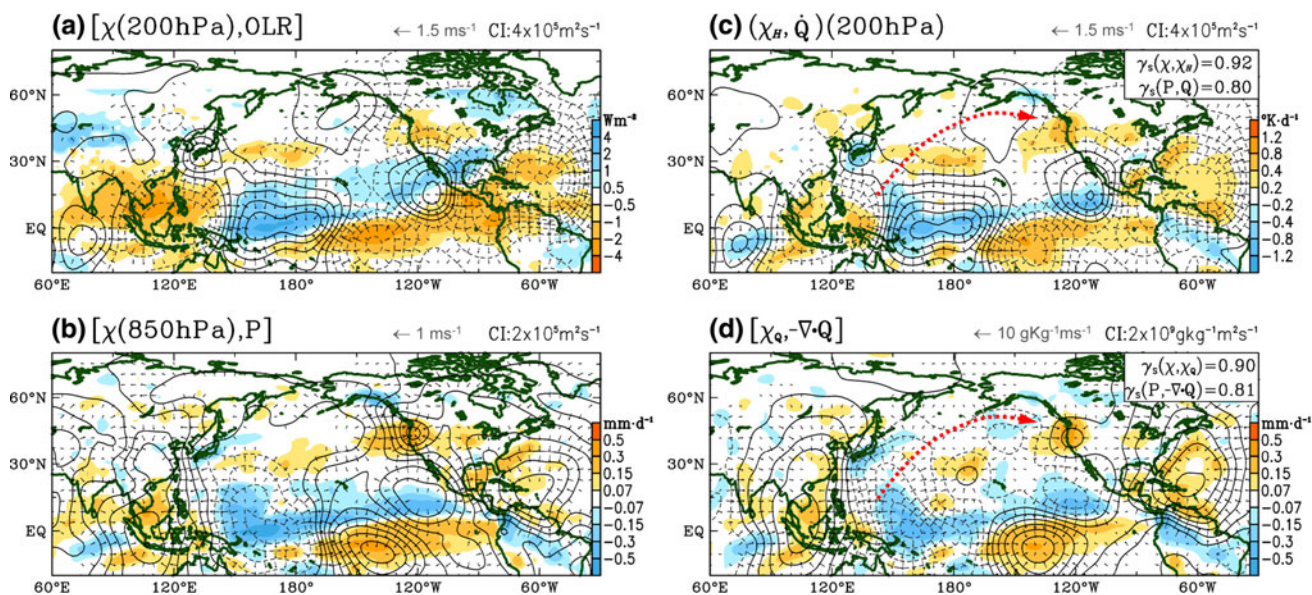 (a) [χ(200hPa),OLR] ← 1.5 ms⁻¹ CI:4x10⁵m²s⁻¹
60°N
30°N
EQ
60°E 120°E 180° 120°W 60°W
Wm⁻²
4
2
1
-0.5
-1
-2
-4
(c) (χ_H, Q̇)(200hPa) ← 1.5 ms⁻¹ CI:4x10⁵m²s⁻¹
γₛ(χ,χ_H)=0.92
γₛ(P,Q)=0.80
60°N
30°N
EQ
60°E 120°E 180° 120°W 60°W
°K·d⁻¹
1.2
0.8
0.4
0.2
-0.2
-0.4
-0.8
-1.2
(b) [χ(850hPa),P] ← 1 ms⁻¹ CI:2x10⁵m²s⁻¹
60°N
30°N
EQ
60°E 120°E 180° 120°W 60°W
mm·d⁻¹
0.5
0.3
0.15
0.07
-0.07
-0.15
-0.3
-0.5
(d) [χ_Q,-∇·Q] ← 10 gKg⁻¹ms⁻¹ CI:2x10⁹gkg⁻¹m²s⁻¹
γₛ(χ,χ_Q)=0.90
γₛ(P-∇·Q)=0.81
60°N
30°N
EQ
60°E 120°E 180° 120°W 60°W
mm·d⁻¹
0.5
0.3
0.15
0.07
-0.07
-0.15
-0.3
-0.5